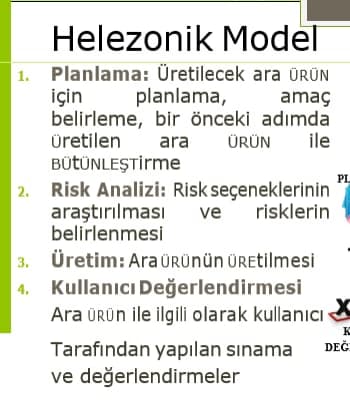 Helezonik Model
1. Planlama: Üretilecek ara ÜRÜN
için planlama, amaç
belirleme, bir önceki adımda
üretilen ara ÜRÜN ile
BÜTÜNLEŞTirme
2. Risk Analizi: Risk seçeneklerinin
araştırılması ve risklerin
belirlenmesi
3. Üretim: Ara ÜRÜnün ÜREtilmesi
4. Kullanıcı Değerlendirmesi
Ara ÜRÜn ile ilgili olarak kullanıcı
Tarafından yapılan sınama
ve değerlendirmeler
PL
K
DEĞ